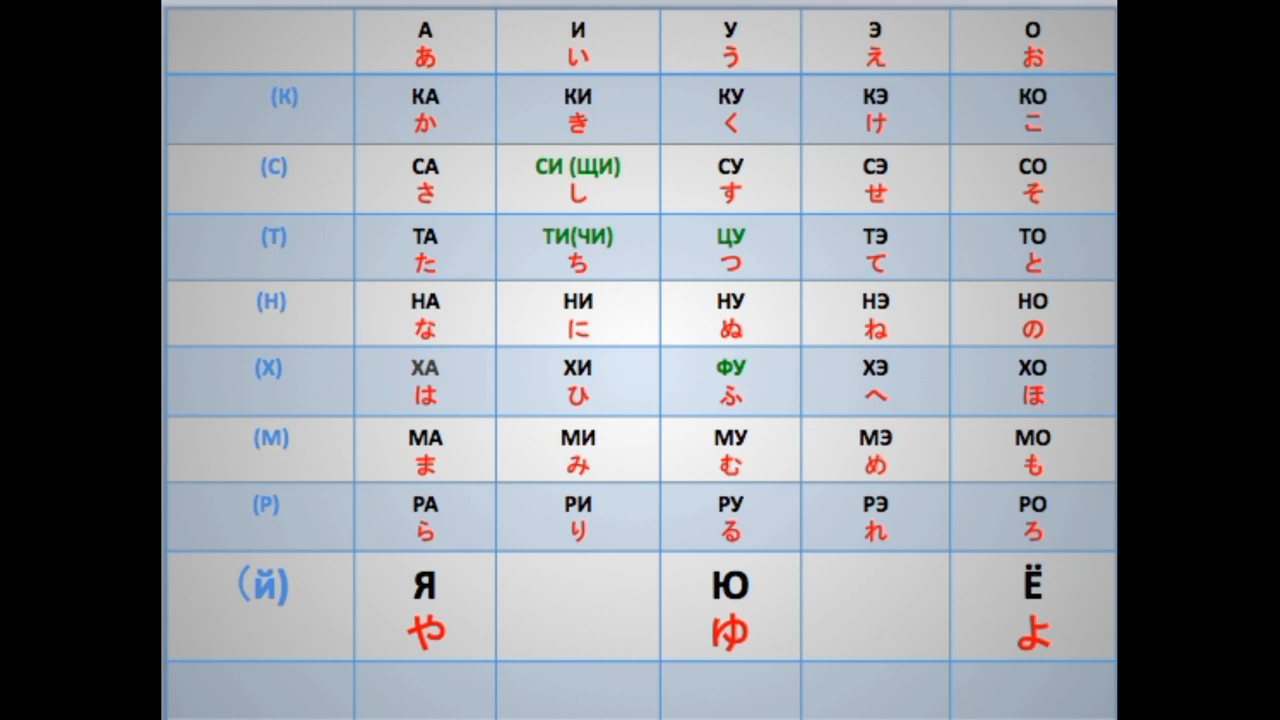 А И У Э О
あ い う え お
(К) КА КИ КУ КЭ КО
か き く け こ
(С) СА СИ (ЩИ) СУ СЭ СО
さ し す せ そ
(Т) ТА ТИ(ЧИ) ЦУ ТЭ ТО
た ち つ て と
(Н) НА НИ НУ НЭ НО
な に ぬ ね の
(Х) ХА ХИ ФУ ХЭ ХО
は ひ ふ へ ほ
(М) МА МИ МУ МЭ МО
ま み む め も
(Р) РА РИ РУ РЭ РО
ら り る れ ろ
（й) Я Ю Ё
や ゆ よ